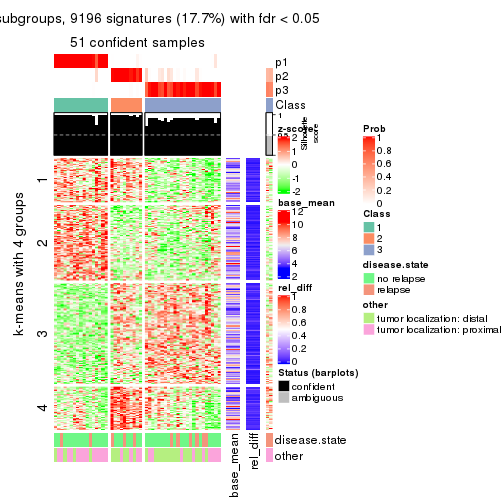 subgroups, 9196 signatures (17.7%) with fdr < 0.05
51 confident samples
p1
p2
p3
Class
1
Silhouette
score
k-means with 4 groups
1
2
3
4
disease.state
other
base_mean
rel_diff
z-score
2
1
0
-1
-2
base_mean
12
10
8
6
4
2
rel_diff
1
0.8
0.6
0.4
0.2
0
Status (barplots)
confident
ambiguous
Prob
1
0.8
0.6
0.4
0.2
0
Class
1
2
3
disease.state
no relapse
relapse
other
tumor localization: distal
tumor localization: proximal